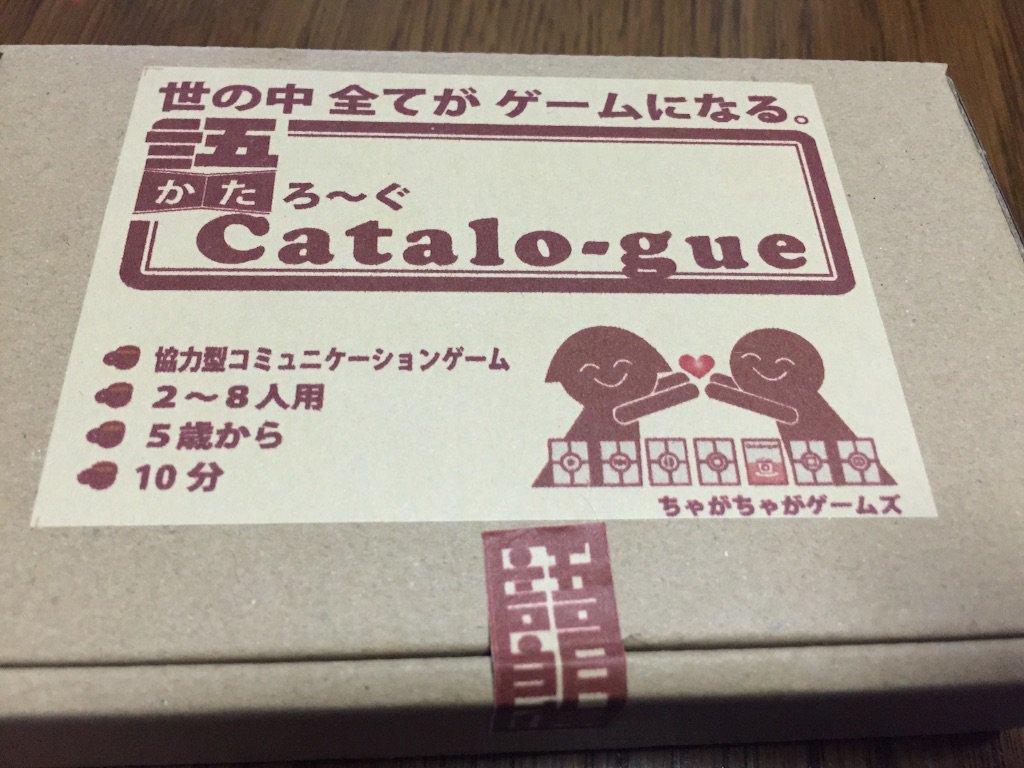 世の中 全てが ゲームになる。
語
かたろ〜ぐ
Catalo-gue
協力型コミュニケーションゲーム
2〜8人用
5歳から
10分
ちゃがちゃがゲームズ